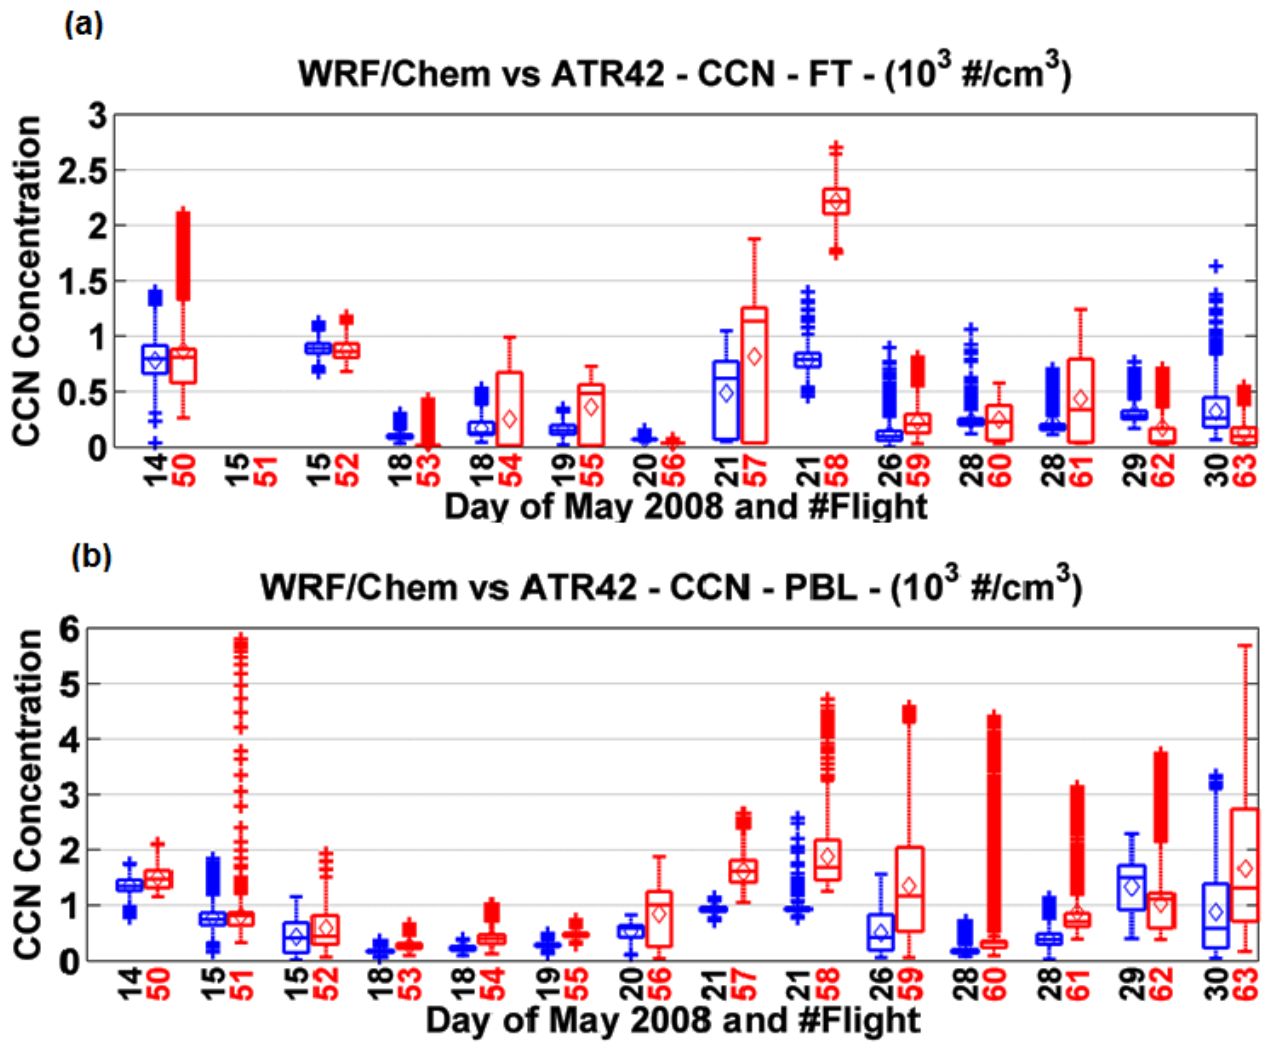 (a)
WRF/Chem vs ATR42 - CCN - FT - (10³ #/cm³)
CCN Concentration
3
2.5
2
1.5
1
0.5
0
14 15 15 18 18 19 20 21 21 26 28 28 29 30
50 51 52 53 54 55 56 57 58 59 60 61 62 63
Day of May 2008 and #Flight
(b)
WRF/Chem vs ATR42 - CCN - PBL - (10³ #/cm³)
CCN Concentration
6
5
4
3
2
1
0
14 15 15 18 18 19 20 21 21 26 28 28 29 30
50 51 52 53 54 55 56 57 58 59 60 61 62 63
Day of May 2008 and #Flight